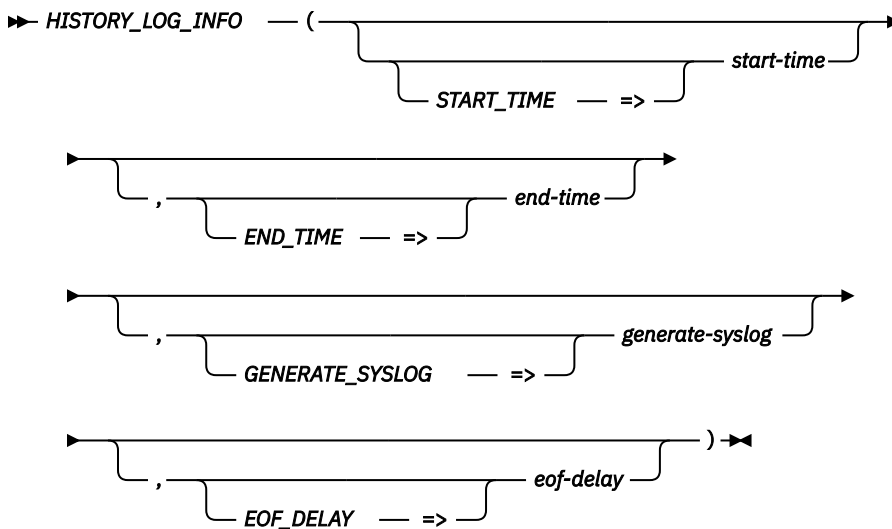 HISTORY_LOG_INFO (
start-time
START_TIME =>
, end-time
END_TIME =>
, generate-syslog
GENERATE_SYSLOG =>
)
, eof-delay
EOF_DELAY =>